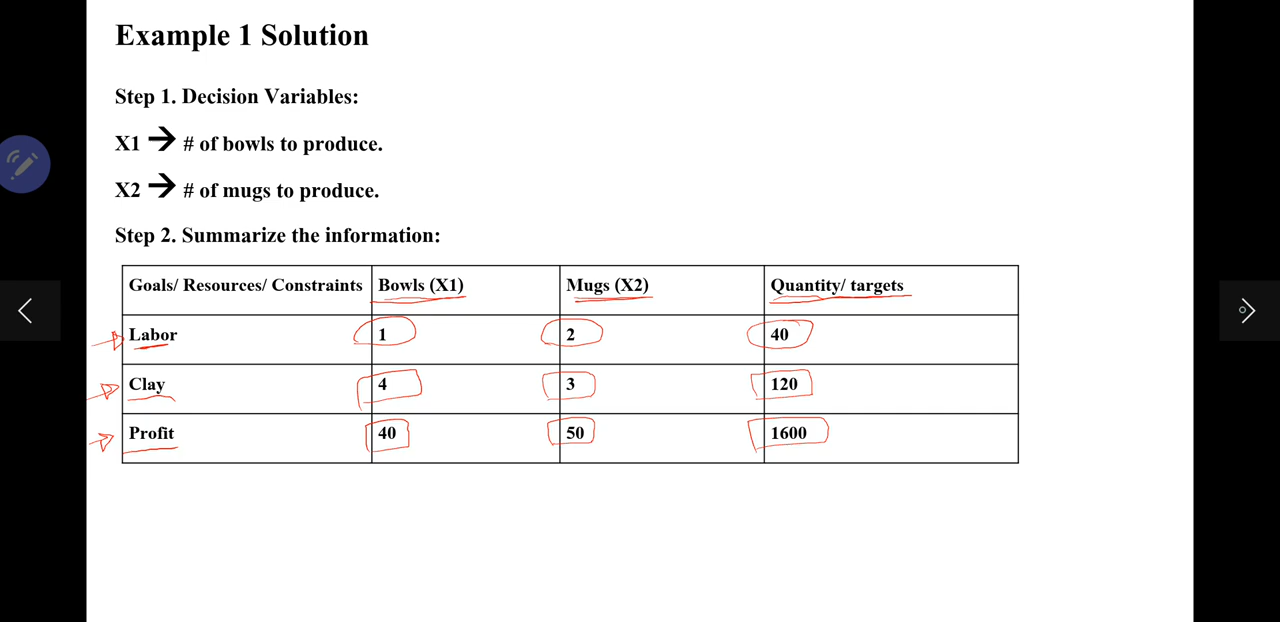 Example 1 Solution
Step 1. Decision Variables:
X1 → # of bowls to produce.
X2 → # of mugs to produce.
Step 2. Summarize the information:
Goals/ Resources/ Constraints Bowls (X1) Mugs (X2) Quantity/ targets
Labor 1 2 40
Clay 4 3 120
Profit 40 50 1600